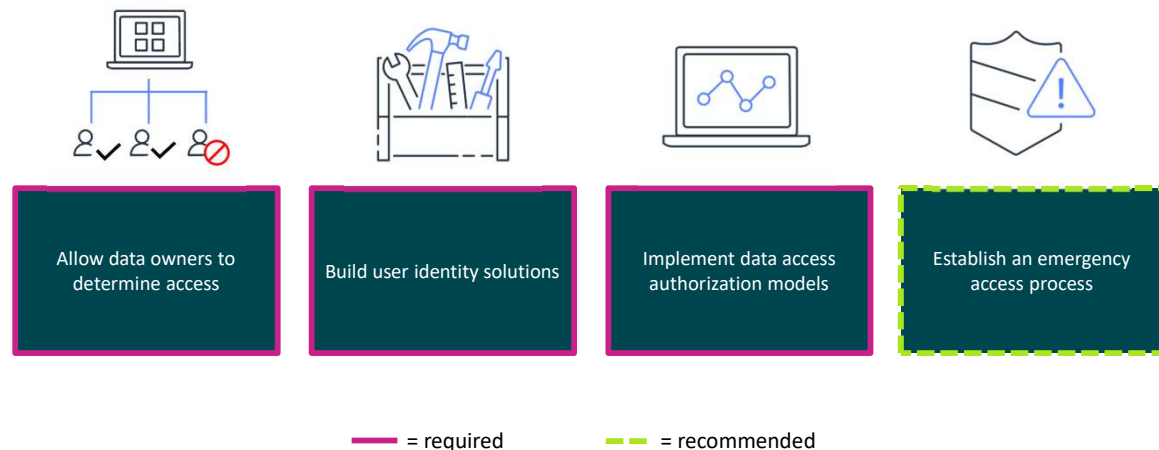 Allow data owners to
determine access
Build user identity solutions
Implement data access
authorization models
Establish an emergency
access process
= required
= recommended